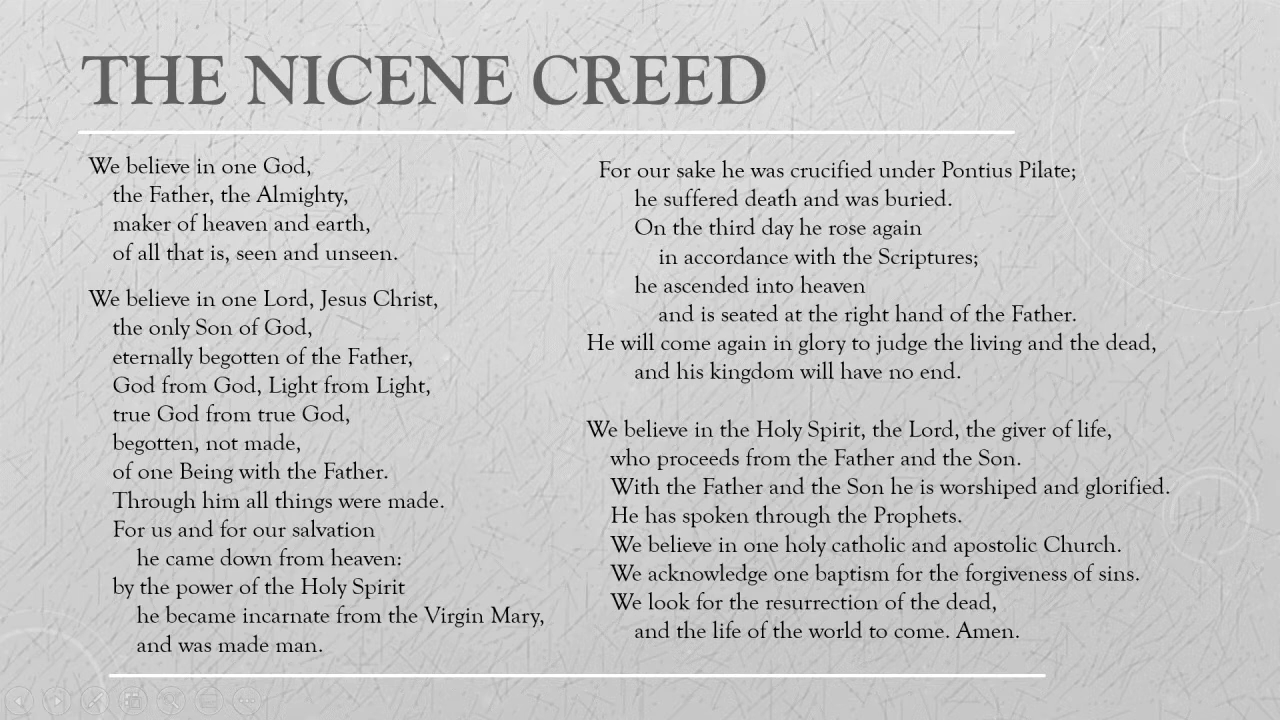 THE NICENE CREED
We believe in one God,
the Father, the Almighty,
maker of heaven and earth,
of all that is, seen and unseen.
We believe in one Lord, Jesus Christ,
the only Son of God,
eternally begotten of the Father,
God from God, Light from Light,
true God from true God,
begotten, not made,
of one Being with the Father.
Through him all things were made.
For us and for our salvation
he came down from heaven:
by the power of the Holy Spirit
he became incarnate from the Virgin Mary,
and was made man.
For our sake he was crucified under Pontius Pilate;
he suffered death and was buried.
On the third day he rose again
in accordance with the Scriptures;
he ascended into heaven
and is seated at the right hand of the Father.
He will come again in glory to judge the living and the dead,
and his kingdom will have no end.
We believe in the Holy Spirit, the Lord, the giver of life,
who proceeds from the Father and the Son.
With the Father and the Son he is worshiped and glorified.
He has spoken through the Prophets.
We believe in one holy catholic and apostolic Church.
We acknowledge one baptism for the forgiveness of sins.
We look for the resurrection of the dead,
and the life of the world to come. Amen.